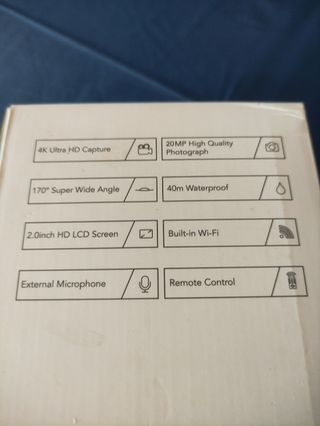 4K Ultra HD Capture
20MP High Quality
Photograph
170° Super Wide Angle
40m Waterproof
2.0inch HD LCD Screen
Built-in Wi-Fi
External Microphone
Remote Control